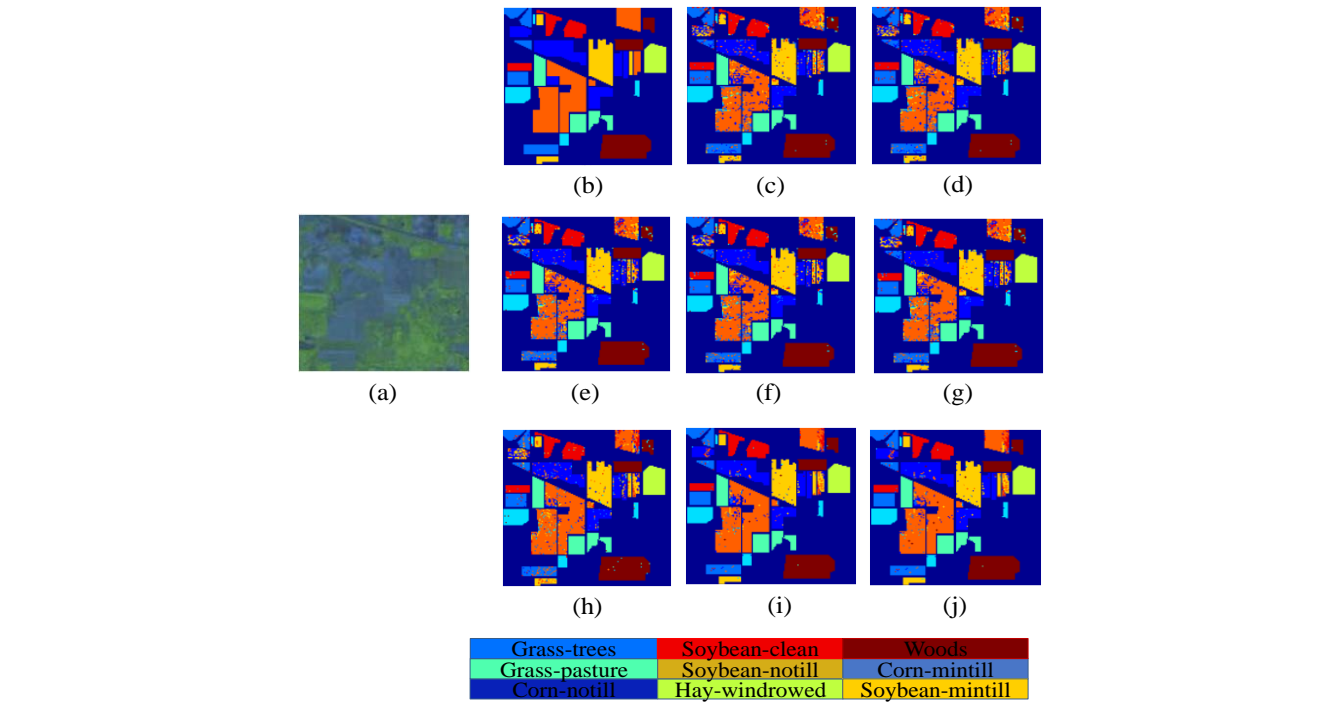 (b) (c) (d)
(a) (e) (f) (g)
(h) (i) (j)
Grass-trees Soybean-clean Woods
Grass-pasture Soybean-notill Corn-mintill
Corn-notill Hay-windrowed Soybean-mintill